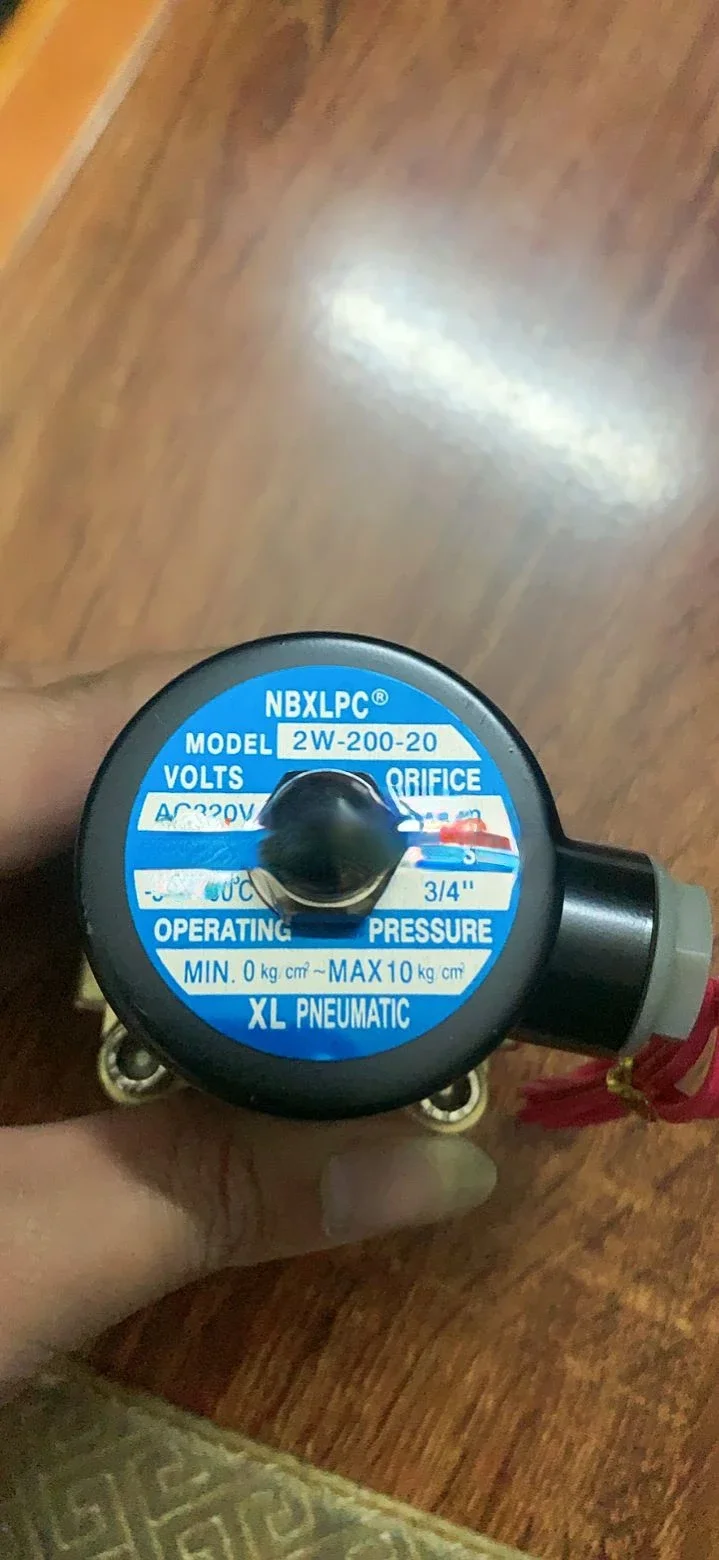 NBXLPC®
MODEL 2W-200-20
VOLTS ORIFICE
AC220V
3/4"
OPERATING PRESSURE
MIN. 0 kg/cm² ~ MAX 10 kg/cm²
XL PNEUMATIC